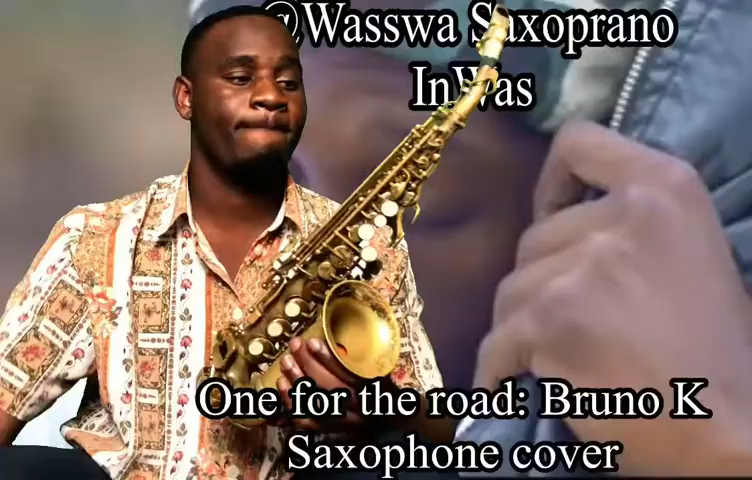 @Wasswa Saxoprano
InWas
One for the road: Bruno K
Saxophone cover